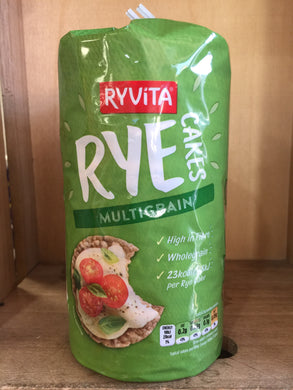 RYVITA
RYE
CAKES
MULTIGRAIN
✓ High in Fibre
✓ Wholegrain
✓ 23kcal
per Rye Cake